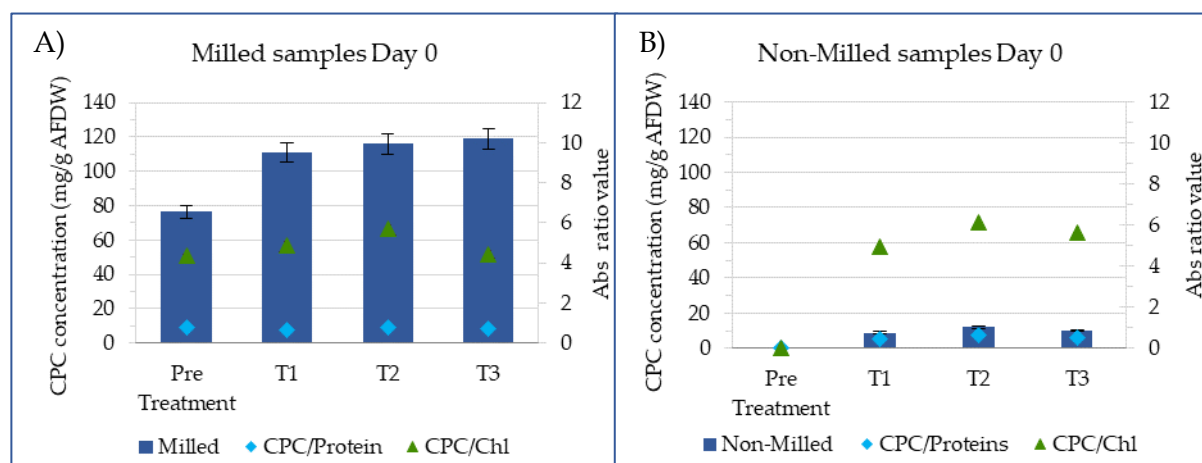 A)
Milled samples Day 0
CPC concentration (mg/g AFDW)
140
120
100
80
60
40
20
0
12
10
8
6
4
2
0
Abs ratio value
Pre
Treatment
T1
T2
T3
Milled
CPC/Protein
CPC/Chl
B)
Non-Milled samples Day 0
CPC concentration (mg/g AFDW)
140
120
100
80
60
40
20
0
12
10
8
6
4
2
0
Abs ratio value
Pre
Treatment
T1
T2
T3
Non-Milled
CPC/Proteins
CPC/Chl